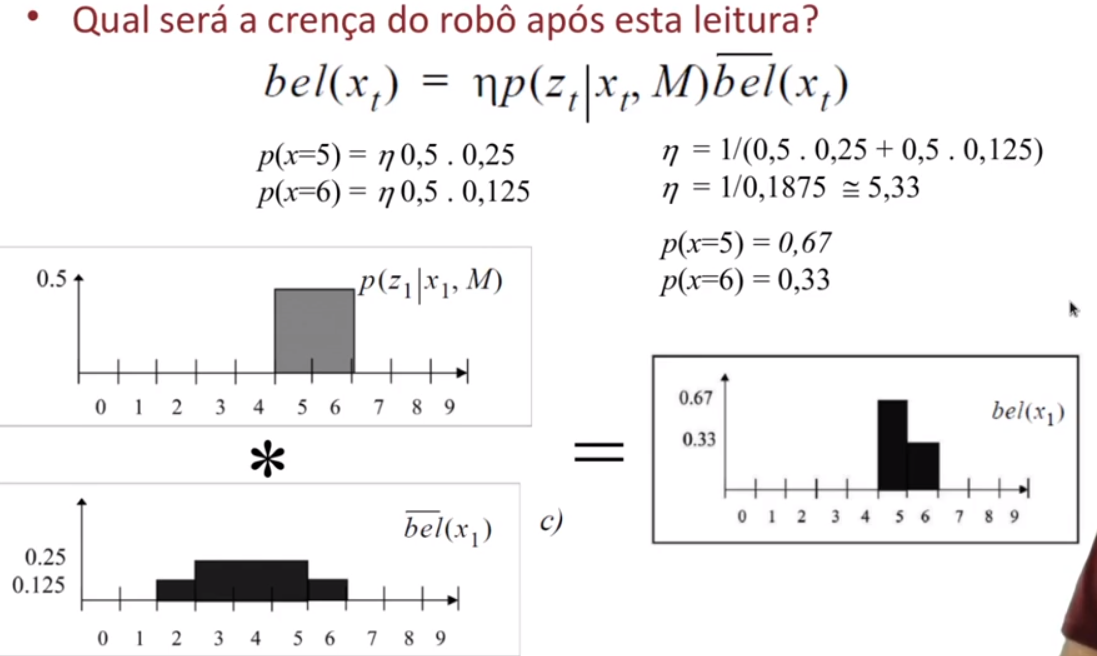 • Qual será a crença do robô após esta leitura?
bel(xₜ) = ηp(zₜ|xₜ, M)b̅e̅l̅(xₜ)
p(x=5) = η 0,5 . 0,25
p(x=6) = η 0,5 . 0,125
η = 1/(0,5 . 0,25 + 0,5 . 0,125)
η = 1/0,1875 ≅ 5,33
p(x=5) = 0,67
p(x=6) = 0,33
0.5
p(z₁|x₁, M)
0 1 2 3 4 5 6 7 8 9
*
b̅e̅l̅(x₁)
0.25
0.125
0 1 2 3 4 5 6 7 8 9
=
c)
0.67
0.33
bel(x₁)
0 1 2 3 4 5 6 7 8 9